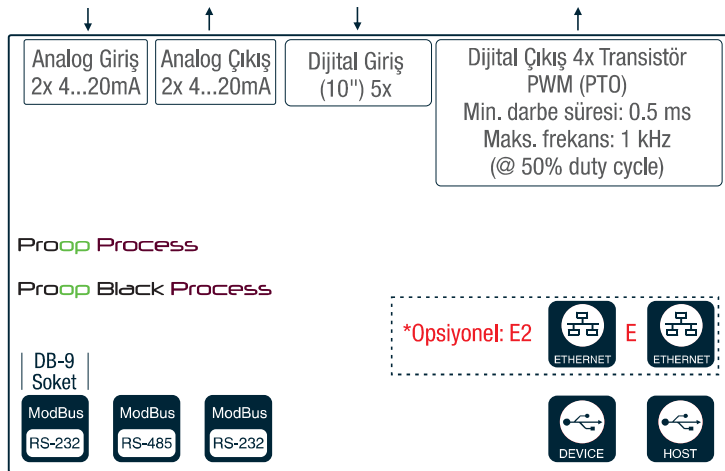 Analog Giriş
2x 4...20mA
Analog Çıkış
2x 4...20mA
Dijital Giriş
(10") 5x
Dijital Çıkış 4x Transistör
PWM (PTO)
Min. darbe süresi: 0.5 ms
Maks. frekans: 1 kHz
(@ 50% duty cycle)
Proop Process
Proop Black Process
*Opsiyonel: E2
ETHERNET
E
ETHERNET
DB-9
Soket
ModBus
RS-232
ModBus
RS-485
ModBus
RS-232
DEVICE
HOST